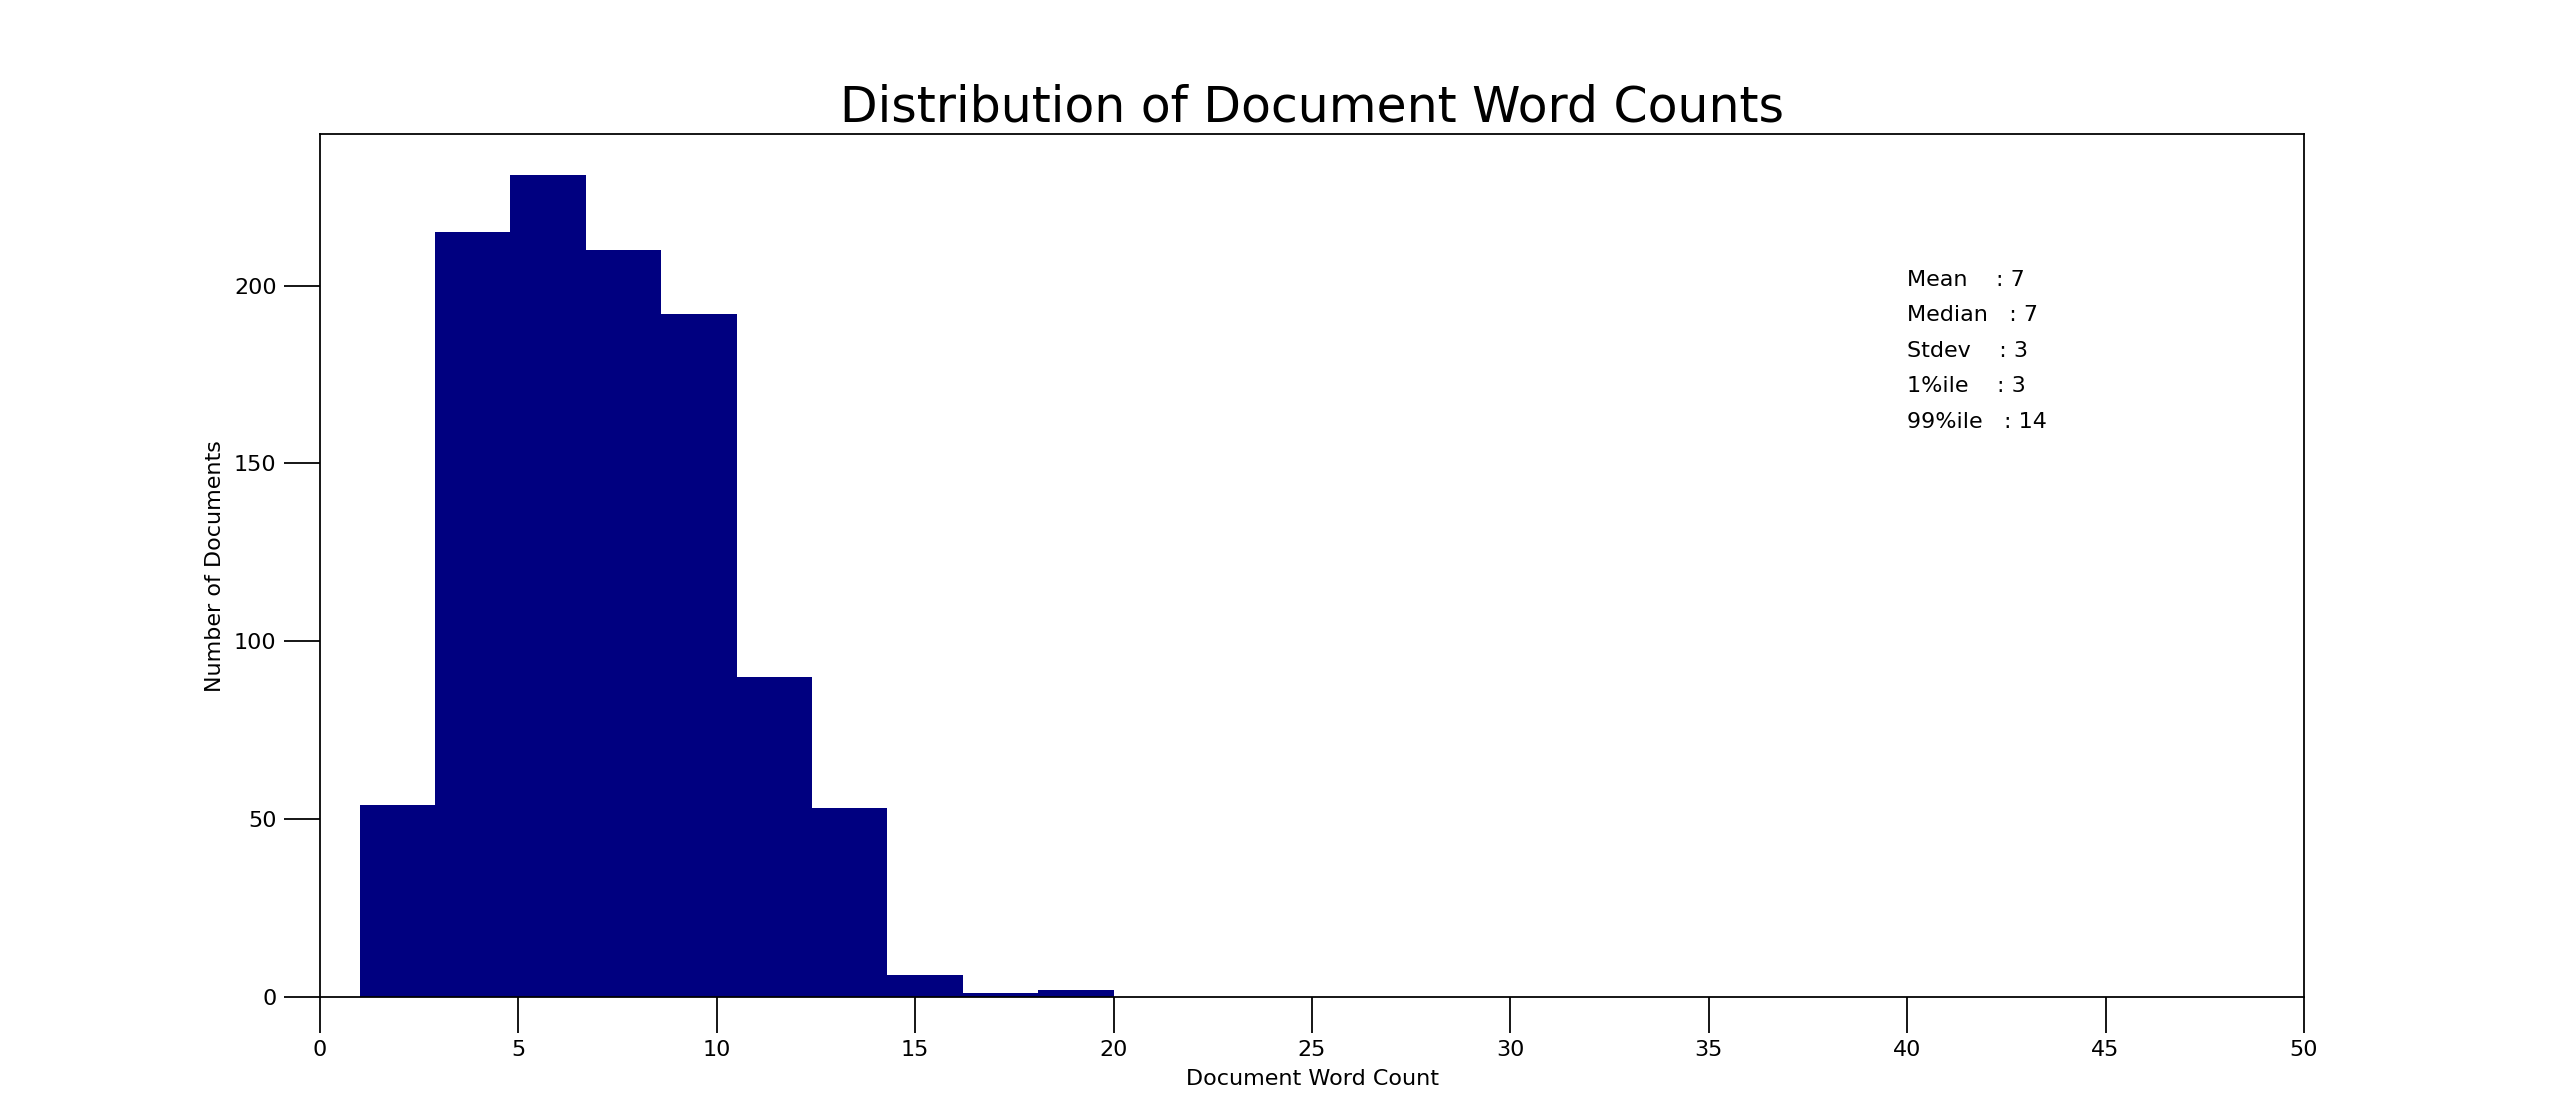 Distribution of Document Word Counts
Mean : 7
Median : 7
Stdev : 3
1%ile : 3
99%ile : 14
Number of Documents
200
150
100
50
0
0 5 10 15 20 25 30 35 40 45 50
Document Word Count